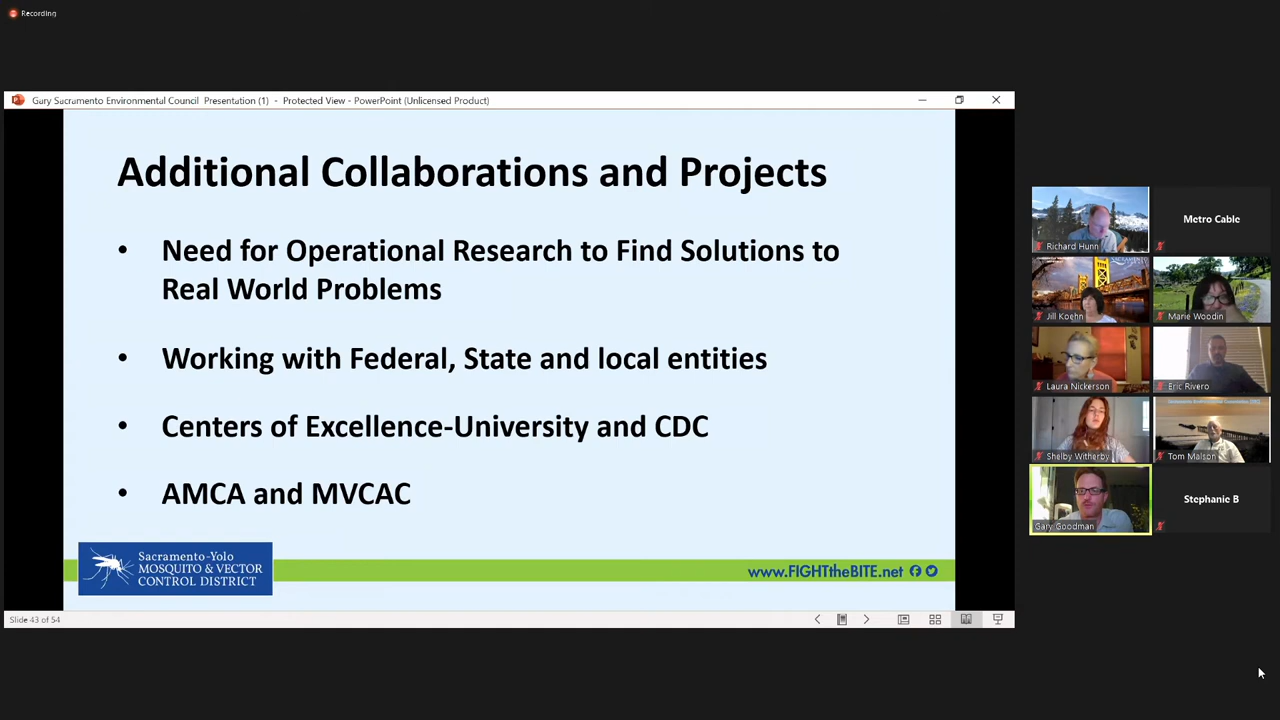 Recording
Gary Sacramento Environmental Council Presentation (1) - Protected View - PowerPoint (Unlicensed Product)
Additional Collaborations and Projects
• Need for Operational Research to Find Solutions to
Real World Problems
• Working with Federal, State and local entities
• Centers of Excellence-University and CDC
• AMCA and MVCAC
Sacramento-Yolo
MOSQUITO & VECTOR
CONTROL DISTRICT
www.FIGHTtheBITE.net
Slide 43 of 54
Richard Hunn
Metro Cable
Jill Koehn
Marie Woodin
Laura Nickerson
Eric Rivero
Shelby Witherby
Tom Malson
Gary Goodman
Stephanie B